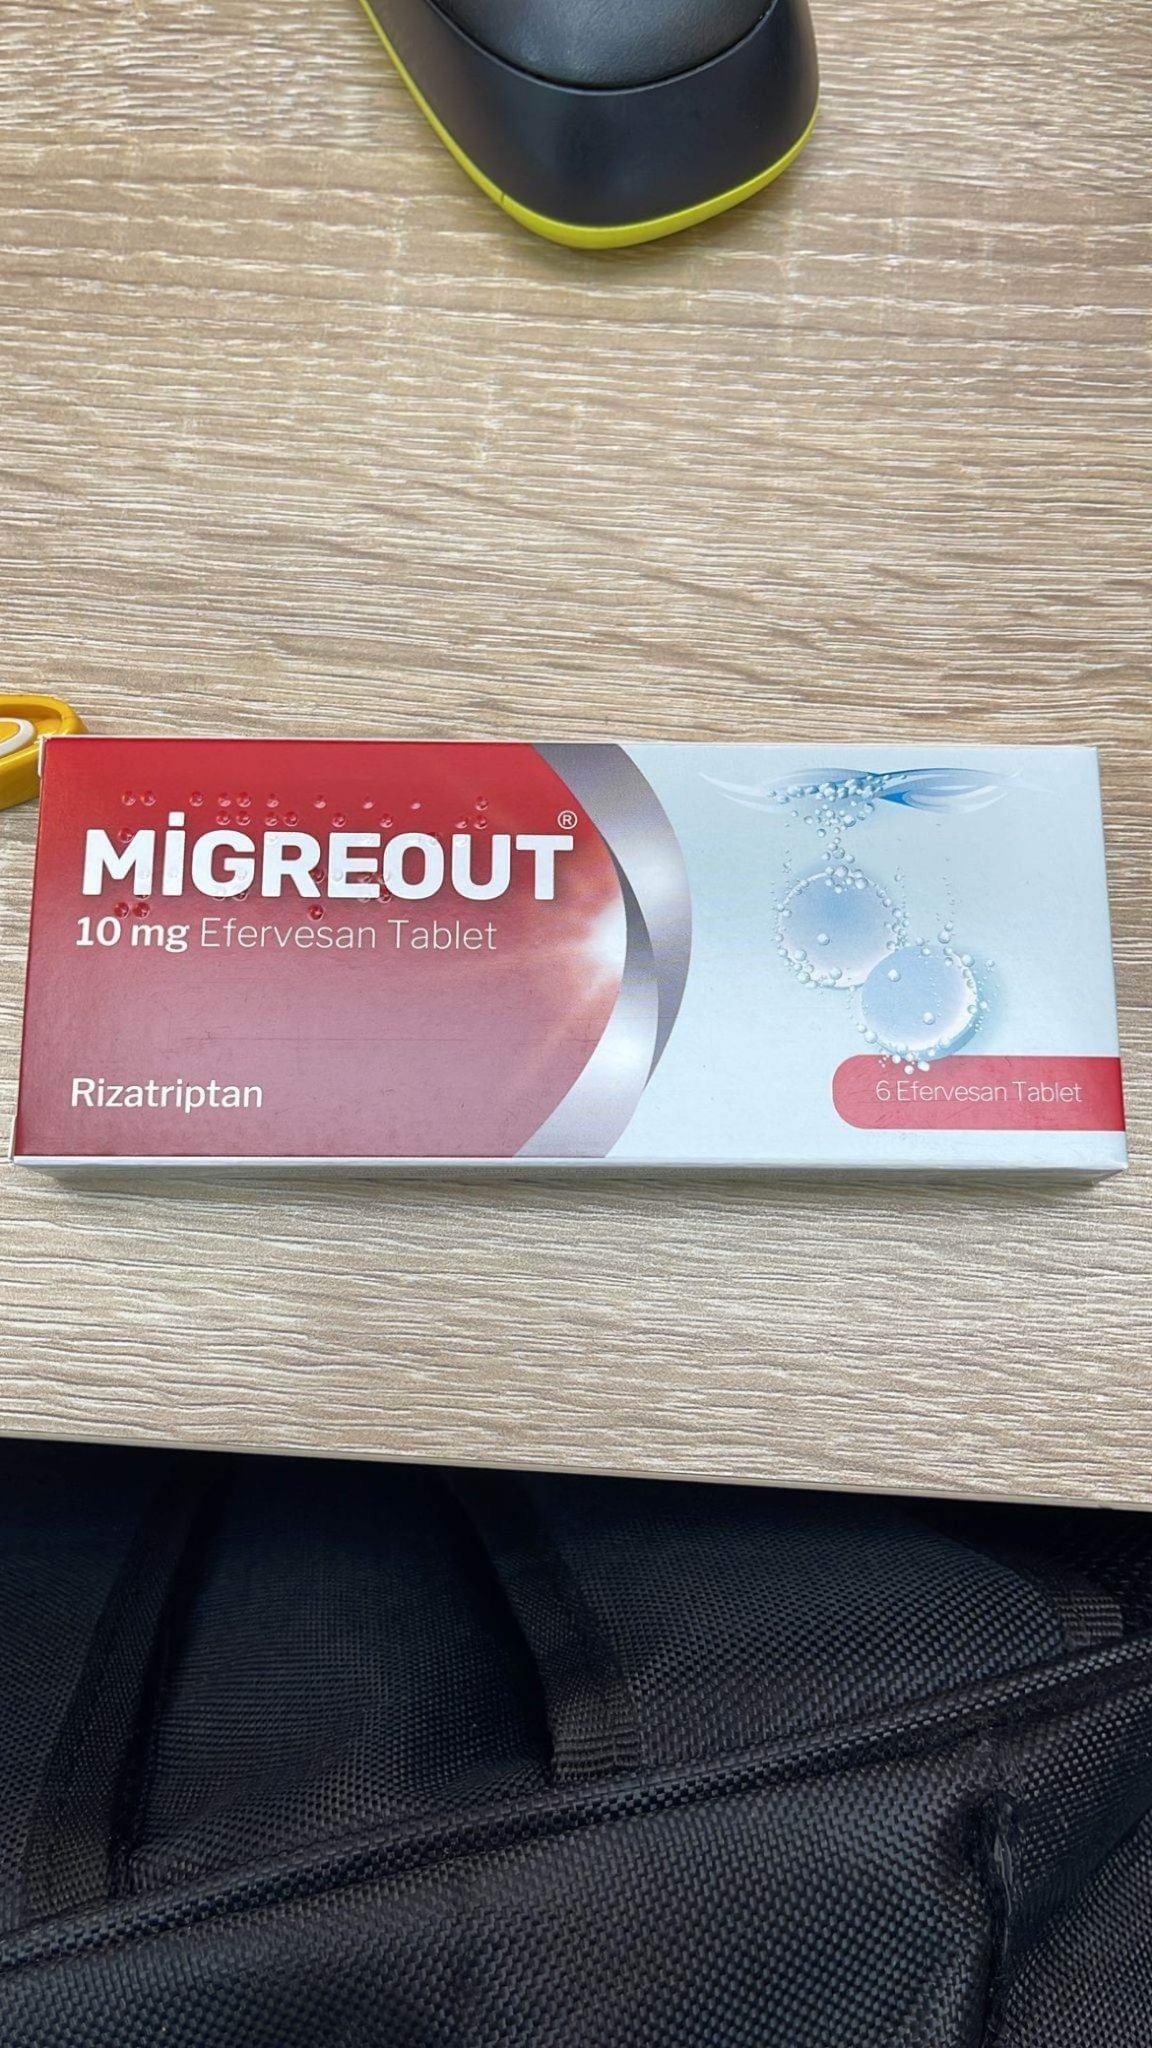 MİGREOUT®
10 mg Efervesan Tablet
Rizatriptan
6 Efervesan Tablet